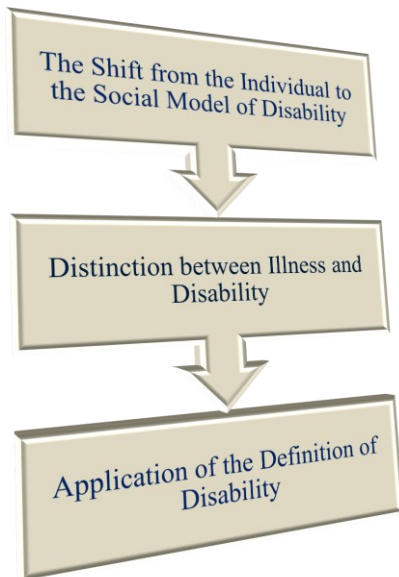 The Shift from the Individual to
the Social Model of Disability
Distinction between Illness and
Disability
Application of the Definition of
Disability